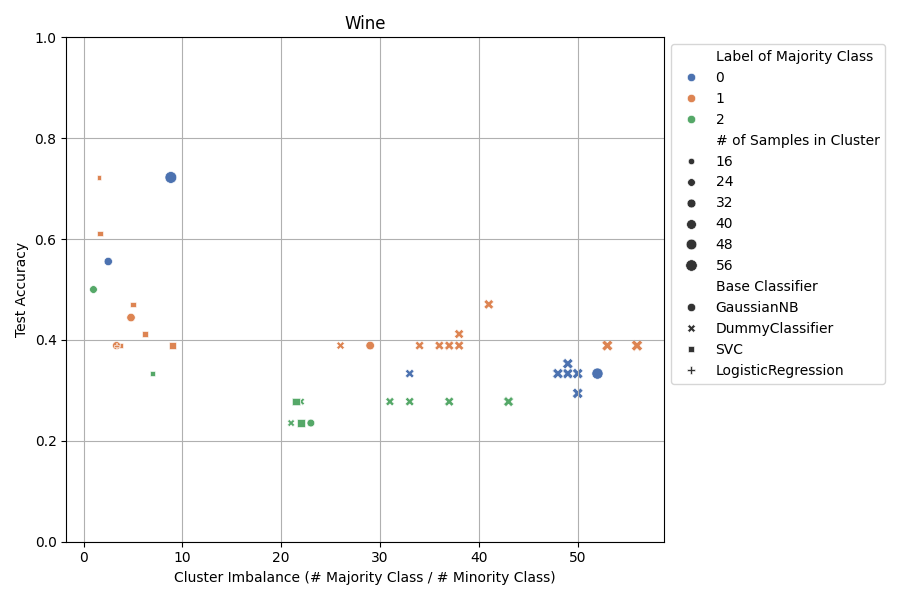 Wine
1.0
0.8
0.6
0.4
0.2
0.0
Test Accuracy
0
10
20
30
40
50
Cluster Imbalance (# Majority Class / # Minority Class)
Label of Majority Class
0
1
2
# of Samples in Cluster
16
24
32
40
48
56
Base Classifier
GaussianNB
DummyClassifier
SVC
LogisticRegression